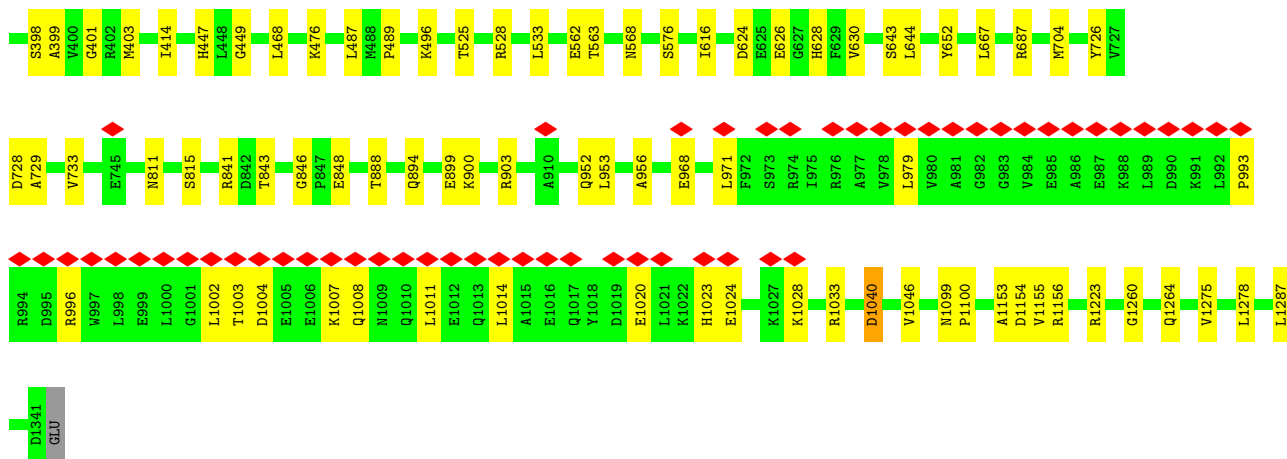 S398 A399 V400 G401 R402 M403 I414 H447 L448 G449 L468 K476 L487 M488 P489 K496 T525 R528 L533 E562 T563 N568 S576 I616 D624 E625 E626 G627 H628 F629 V630 S643 L644 Y652 L667 R687 M704 Y726 V727
D728 A729 V733 E745 N811 S815 R841 D842 T843 G846 P847 E848 T888 Q894 E899 K900 R903 A910 Q952 L953 A956 E968 L971 F972 S973 R974 I975 R976 A977 V978 L979 V980 A981 G982 G983 V984 E985 A986 E987 K988 L989 D990 K991 L992 P993
R994 D995 R996 W997 L998 E999 L1000 G1001 L1002 T1003 D1004 E1005 E1006 K1007 Q1008 N1009 Q1010 L1011 E1012 Q1013 L1014 A1015 E1016 Q1017 Y1018 D1019 E1020 L1021 K1022 H1023 E1024 K1027 K1028 R1033 D1040 V1046 N1099 P1100 A1153 D1154 V1155 R1156 R1223 G1260 Q1264 V1275 L1278 L1287
D1341 GLU